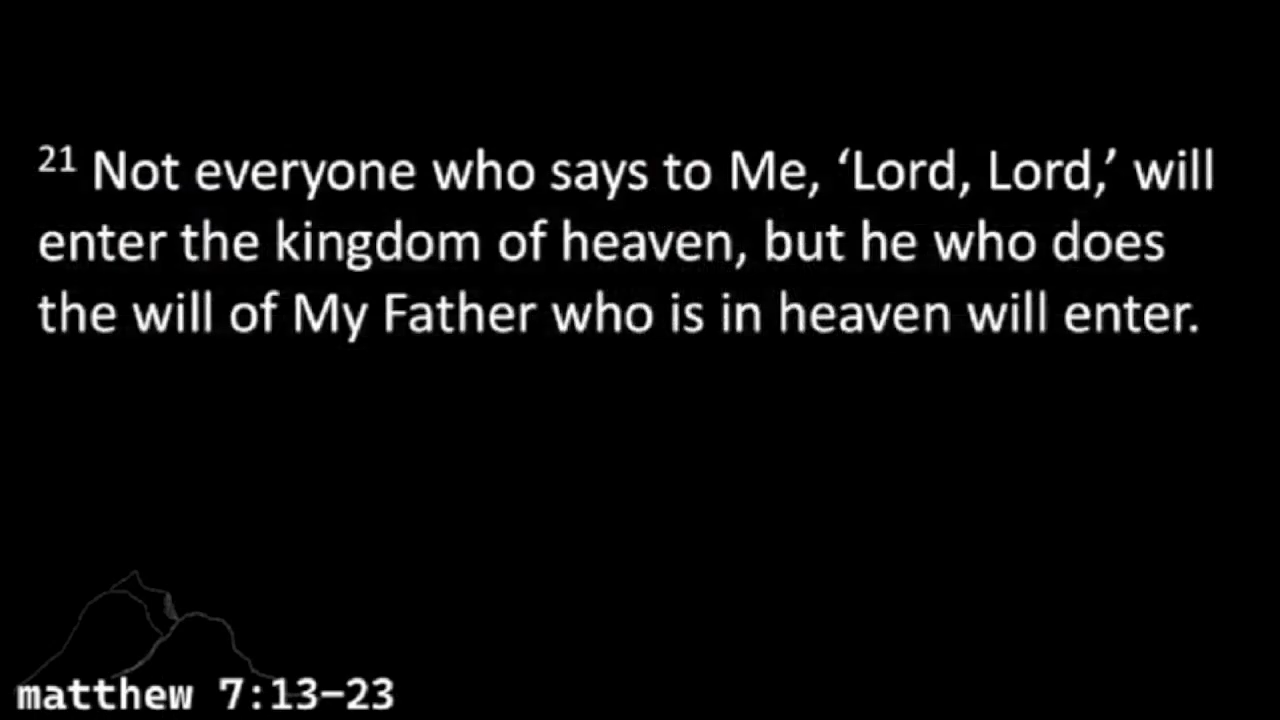 21 Not everyone who says to Me, ‘Lord, Lord,’ will
enter the kingdom of heaven, but he who does
the will of My Father who is in heaven will enter.
matthew 7:13–23